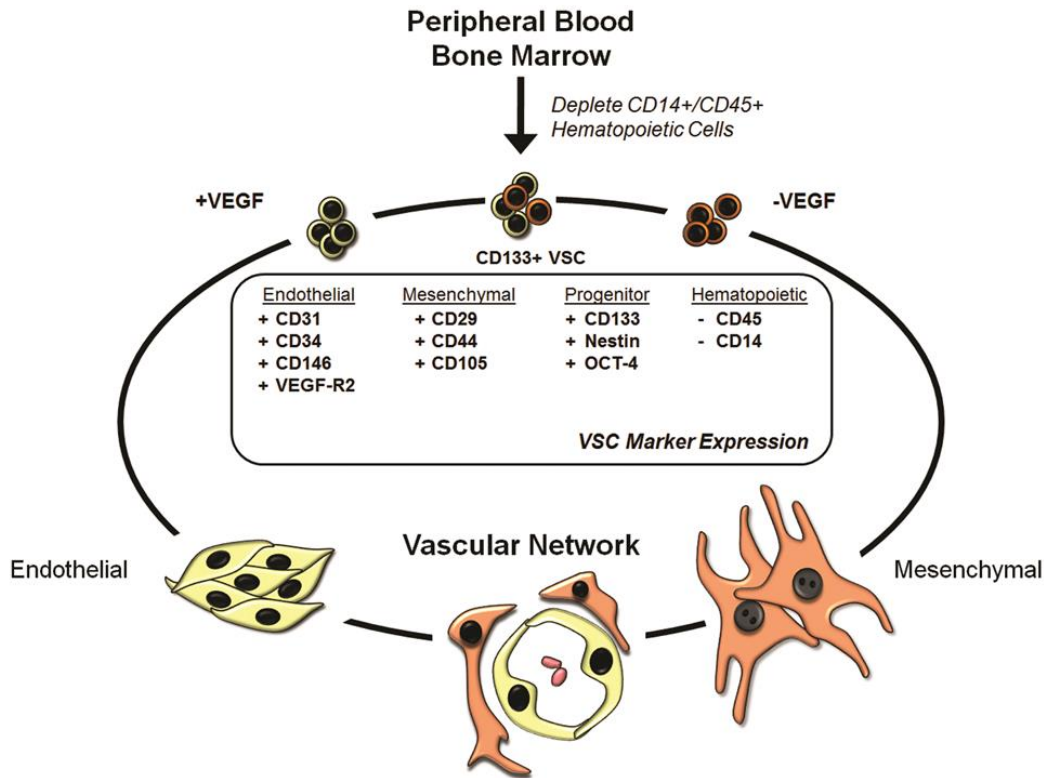 Peripheral Blood
Bone Marrow
Deplete CD14+/CD45+
Hematopoietic Cells
+VEGF
-VEGF
CD133+ VSC
Endothelial
+ CD31
+ CD34
+ CD146
+ VEGF-R2
Mesenchymal
+ CD29
+ CD44
+ CD105
Progenitor
+ CD133
+ Nestin
+ OCT-4
Hematopoietic
- CD45
- CD14
VSC Marker Expression
Endothelial
Vascular Network
Mesenchymal